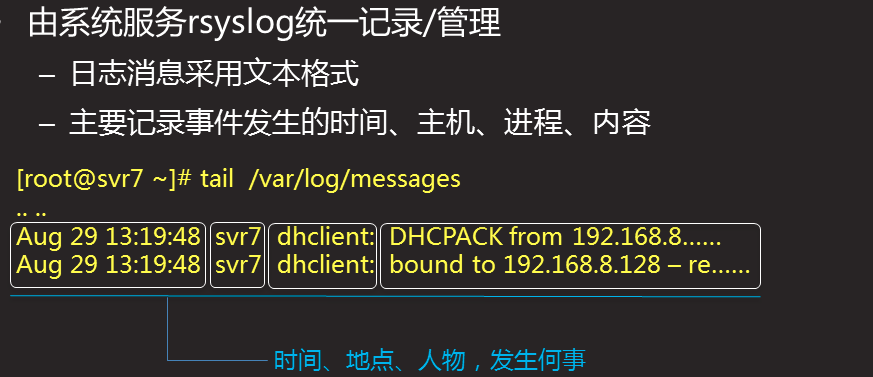 • 由系统服务rsyslog统一记录/管理
– 日志消息采用文本格式
– 主要记录事件发生的时间、主机、进程、内容
[root@svr7 ~]# tail /var/log/messages
.. ..
Aug 29 13:19:48 svr7 dhclient: DHCPACK from 192.168.8......
Aug 29 13:19:48 svr7 dhclient: bound to 192.168.8.128 – re......
时间、地点、人物，发生何事